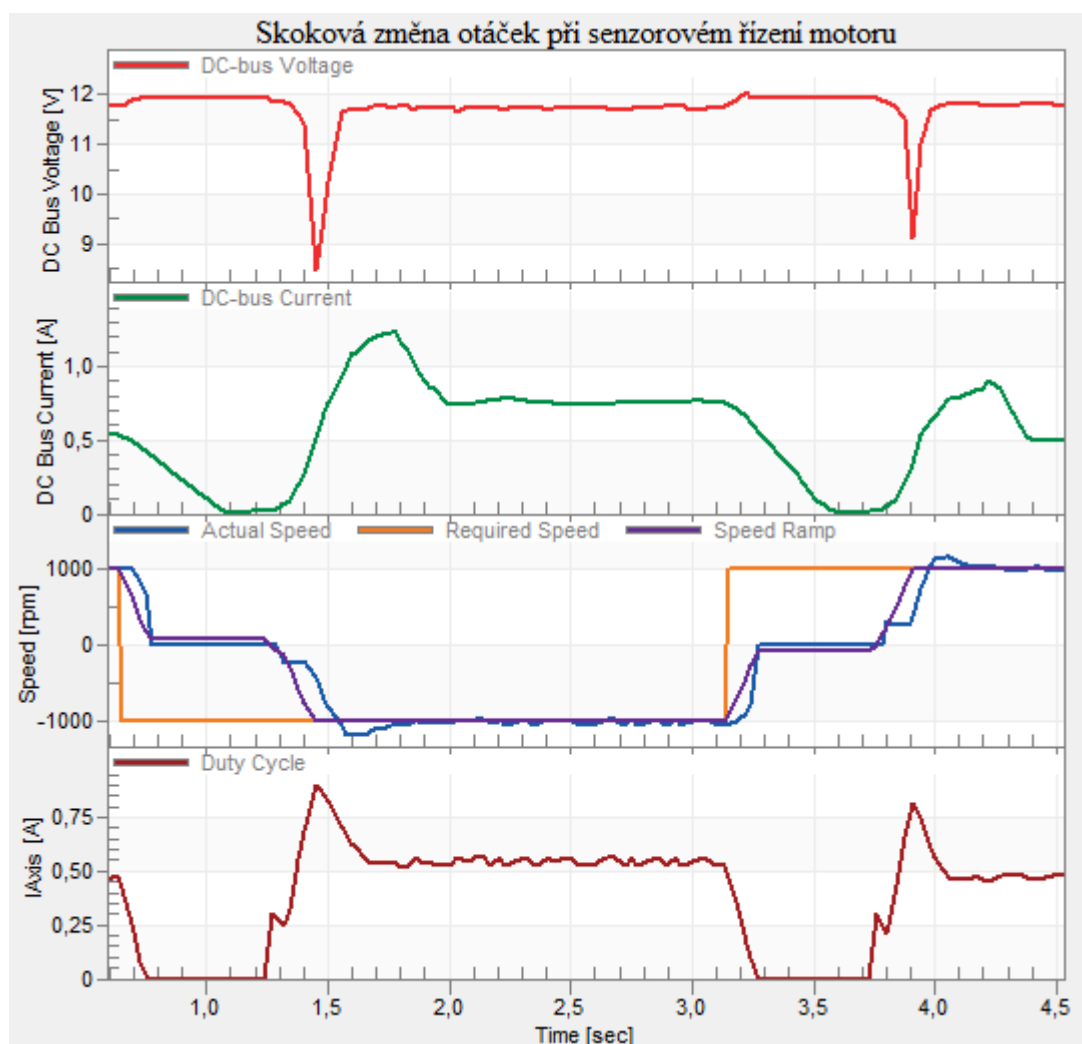 Skoková změna otáček při senzorovém řízení motoru
DC-bus Voltage
DC Bus Voltage [V]
12
11
10
9
DC-bus Current
DC Bus Current [A]
1,0
0,5
0
Actual Speed Required Speed Speed Ramp
Speed [rpm]
1000
0
-1000
Duty Cycle
IAxis [A]
0,75
0,50
0,25
0
1,0 1,5 2,0 2,5 3,0 3,5 4,0 4,5
Time [sec]